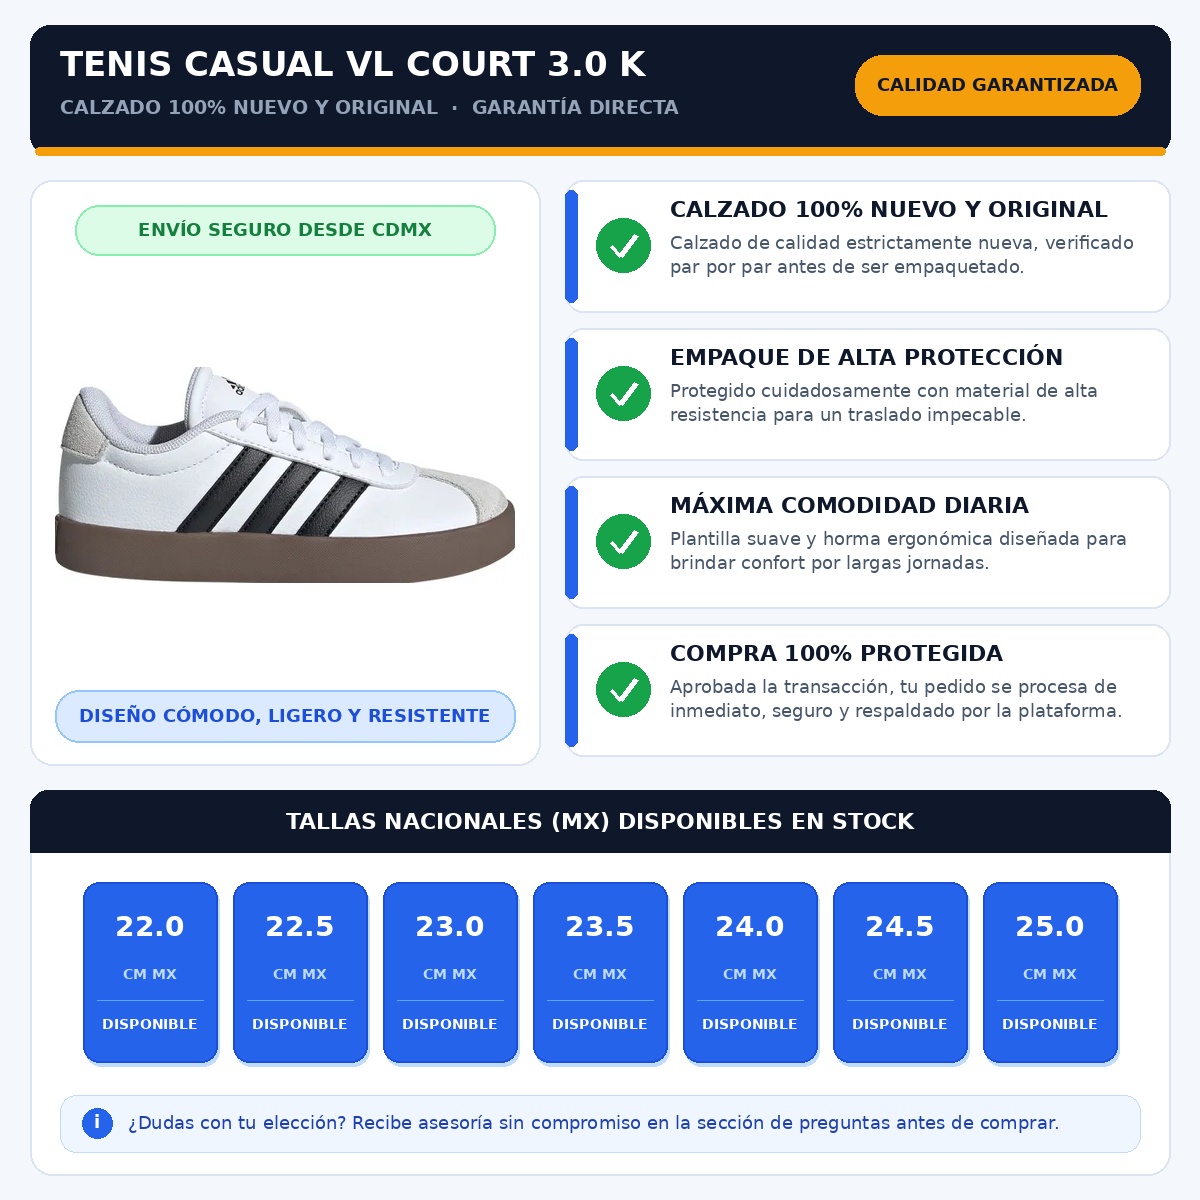 TENIS CASUAL VL COURT 3.0 K
CALZADO 100% NUEVO Y ORIGINAL · GARANTÍA DIRECTA
CALIDAD GARANTIZADA
ENVÍO SEGURO DESDE CDMX
DISEÑO CÓMODO, LIGERO Y RESISTENTE
CALZADO 100% NUEVO Y ORIGINAL
Calzado de calidad estrictamente nueva, verificado
par por par antes de ser empaquetado.
EMPAQUE DE ALTA PROTECCIÓN
Protegido cuidadosamente con material de alta
resistencia para un traslado impecable.
MÁXIMA COMODIDAD DIARIA
Plantilla suave y horma ergonómica diseñada para
brindar confort por largas jornadas.
COMPRA 100% PROTEGIDA
Aprobada la transacción, tu pedido se procesa de
inmediato, seguro y respaldado por la plataforma.
TALLAS NACIONALES (MX) DISPONIBLES EN STOCK
22.0 22.5 23.0 23.5 24.0 24.5 25.0
CM MX CM MX CM MX CM MX CM MX CM MX CM MX
DISPONIBLE DISPONIBLE DISPONIBLE DISPONIBLE DISPONIBLE DISPONIBLE DISPONIBLE
i ¿Dudas con tu elección? Recibe asesoría sin compromiso en la sección de preguntas antes de comprar.